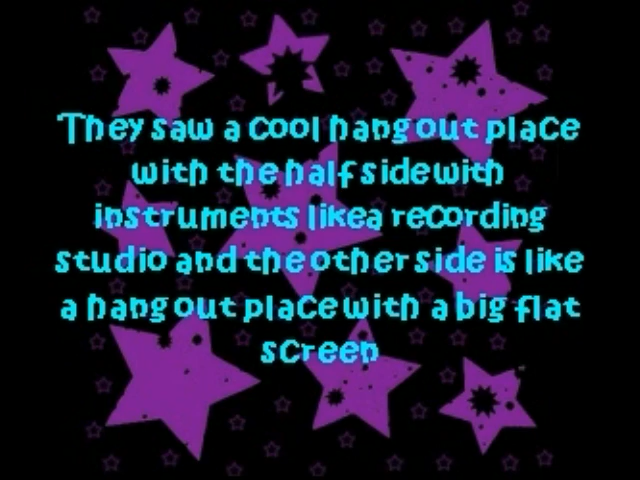 They saw a cool hang out place
with the half side with
instruments like a recording
studio and the other side is like
a hang out place with a big flat
screen